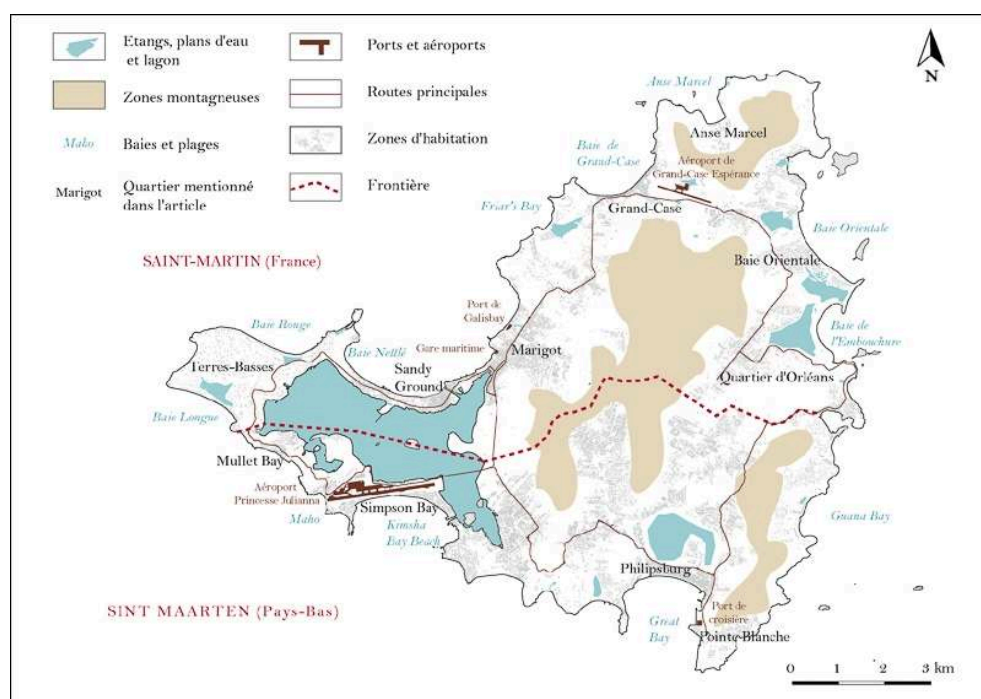 Etangs, plans d'eau
et lagon
Zones montagneuses
Maho
Baies et plages
Marigot
Quartier mentionné
dans l'article
Ports et aéroports
Routes principales
Zones d'habitation
Frontière
N
SAINT-MARTIN (France)
Anse Marcel
Anse Marcel
Baie de
Grand-Case
Aéroport de
Grand-Case Espérance
Grand-Case
Friar's Bay
Baie Orientale
Baie Orientale
Port de
Galisbay
Gare maritime
Marigot
Baie de
l'Embouchure
Quartier d'Orléans
Baie Rouge
Baie Nettlé
Terres-Basses
Sandy
Ground
Baie Longue
Mullet Bay
Aéroport
Princesse Julianna
Maho
Simpson Bay
Kimsha
Bay Beach
Guana Bay
Philipsburg
SINT MAARTEN (Pays-Bas)
Great
Bay
Port de
croisière
Pointe Blanche
0 1 2 3 km